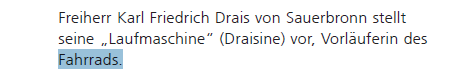 Freiherr Karl Friedrich Drais von Sauerbronn stellt
seine „Laufmaschine“ (Draisine) vor, Vorläuferin des
Fahrrads.